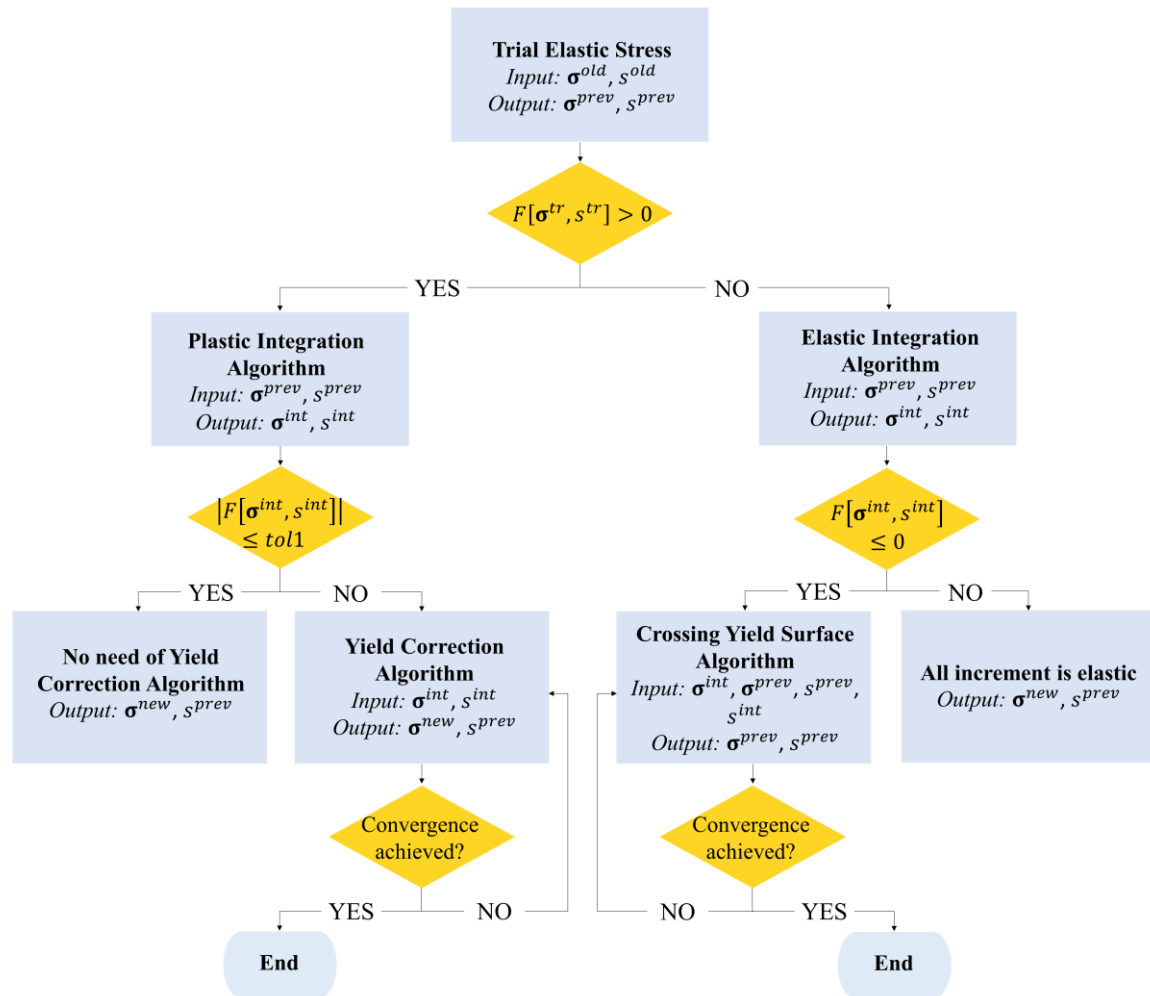 Trial Elastic Stress
Input: σ^old, s^old
Output: σ^prev, s^prev
F[σ^tr, s^tr] > 0
YES
NO
Plastic Integration
Algorithm
Input: σ^prev, s^prev
Output: σ^int, s^int
Elastic Integration
Algorithm
Input: σ^prev, s^prev
Output: σ^int, s^int
|F[σ^int, s^int]|
≤ tol1
F[σ^int, s^int]
≤ 0
YES
NO
YES
NO
No need of Yield
Correction Algorithm
Output: σ^new, s^prev
Yield Correction
Algorithm
Input: σ^int, s^int
Output: σ^new, s^prev
Crossing Yield Surface
Algorithm
Input: σ^int, σ^prev, s^prev,
s^int
Output: σ^prev, s^prev
All increment is elastic
Output: σ^new, s^prev
Convergence
achieved?
Convergence
achieved?
YES
NO
NO
YES
End
End